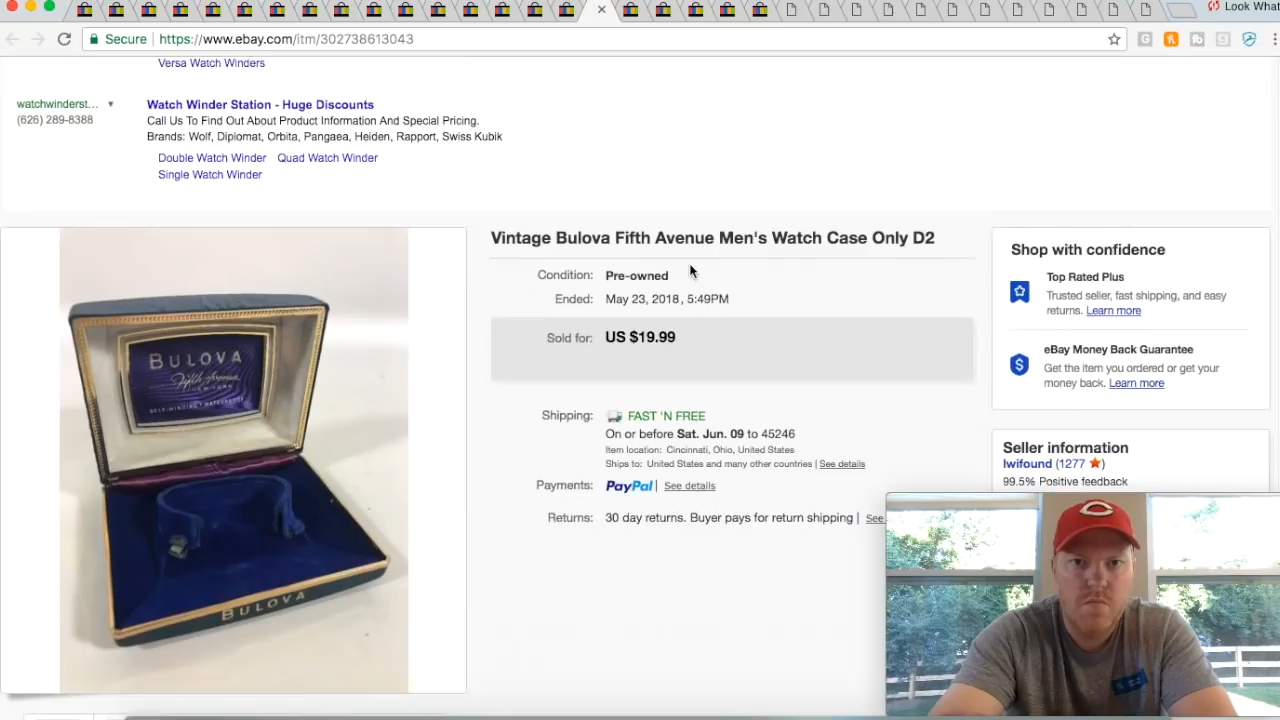 Look What
Secure
https://www.ebay.com/itm/302738613043
Versa Watch Winders
watchwinderst...
(626) 289-8388
Watch Winder Station - Huge Discounts
Call Us To Find Out About Product Information And Special Pricing.
Brands: Wolf, Diplomat, Orbita, Pangaea, Heiden, Rapport, Swiss Kubik
Double Watch Winder Quad Watch Winder
Single Watch Winder
Vintage Bulova Fifth Avenue Men's Watch Case Only D2
Condition: Pre-owned
Ended: May 23, 2018, 5:49PM
Sold for: US $19.99
Shipping: FAST 'N FREE
On or before Sat. Jun. 09 to 45246
Item location: Cincinnati, Ohio, United States
Ships to: United States and many other countries | See details
Payments: PayPal | See details
Returns: 30 day returns. Buyer pays for return shipping | See
Shop with confidence
Top Rated Plus
Trusted seller, fast shipping, and easy
returns. Learn more
eBay Money Back Guarantee
Get the item you ordered or get your
money back. Learn more
Seller information
lwifound (1277)
99.5% Positive feedback
BULOVA
Fifth Avenue
NEW YORK
SELF-WINDING
BULOVA